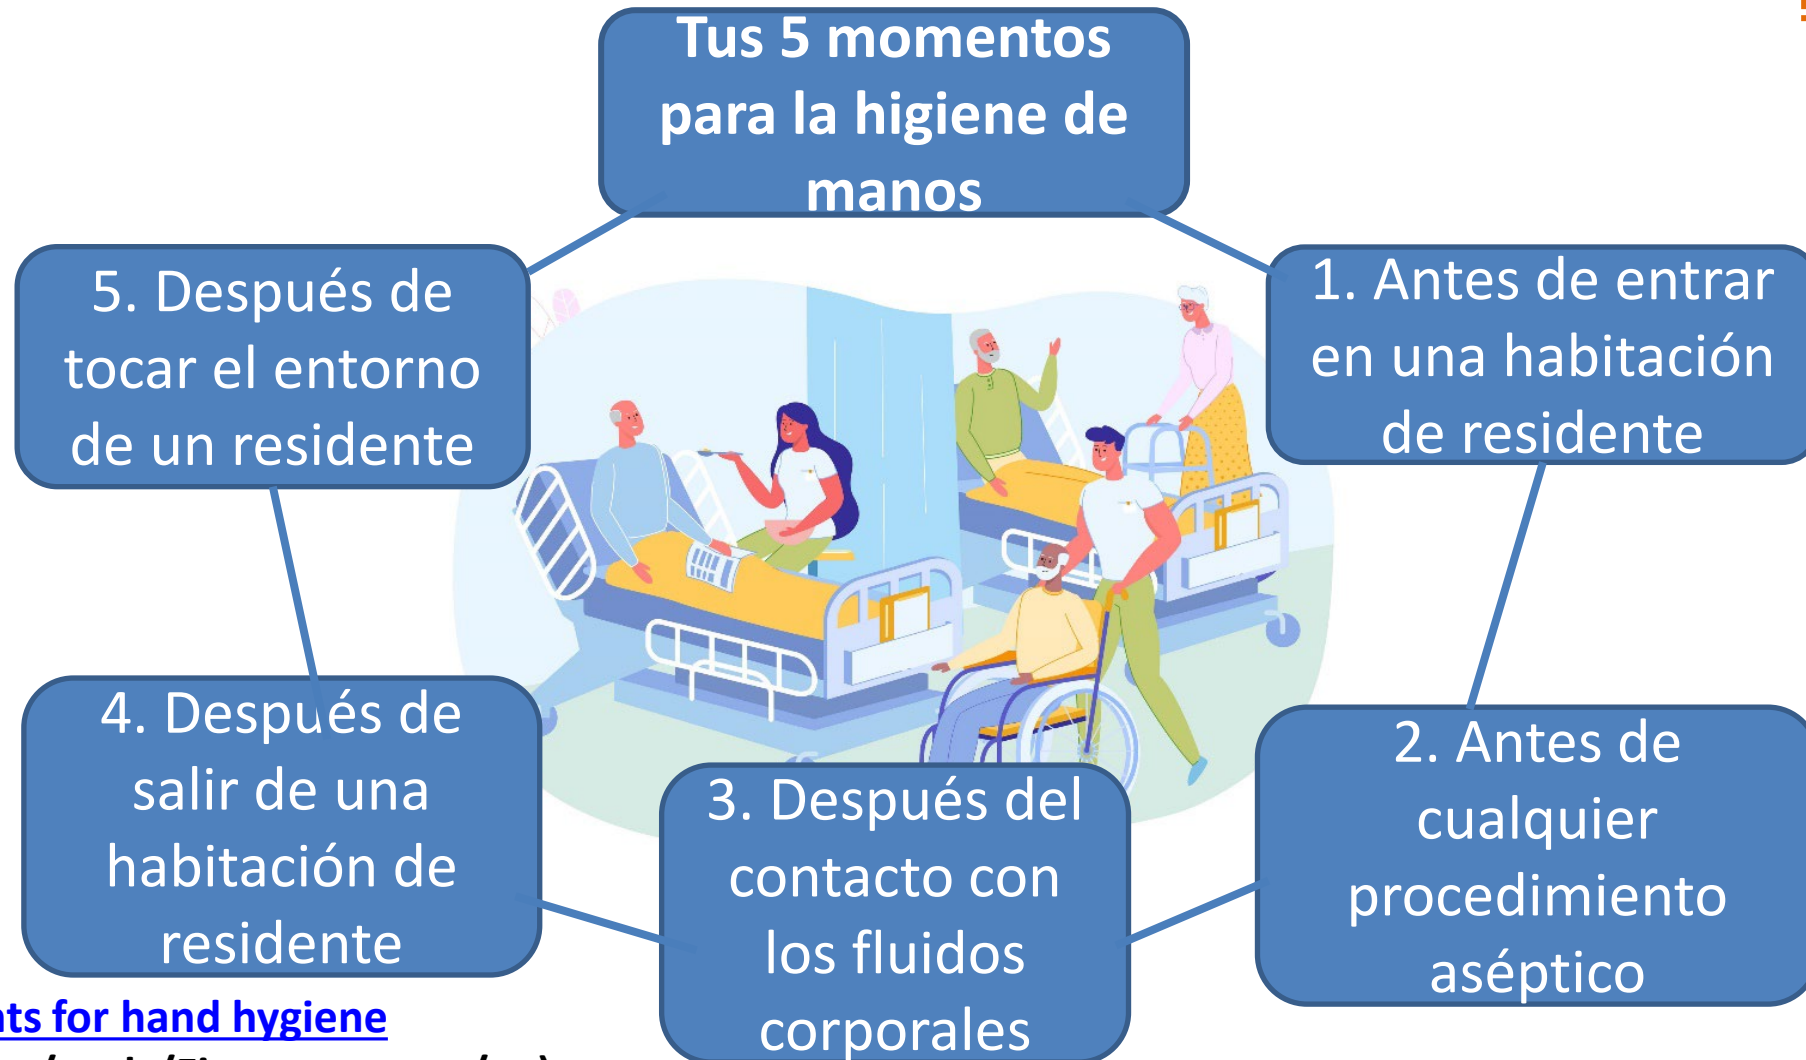 Tus 5 momentos
para la higiene de
manos
1. Antes de entrar
en una habitación
de residente
2. Antes de
cualquier
procedimiento
aséptico
3. Después del
contacto con
los fluidos
corporales
4. Después de
salir de una
habitación de
residente
5. Después de
tocar el entorno
de un residente
for hand hygiene